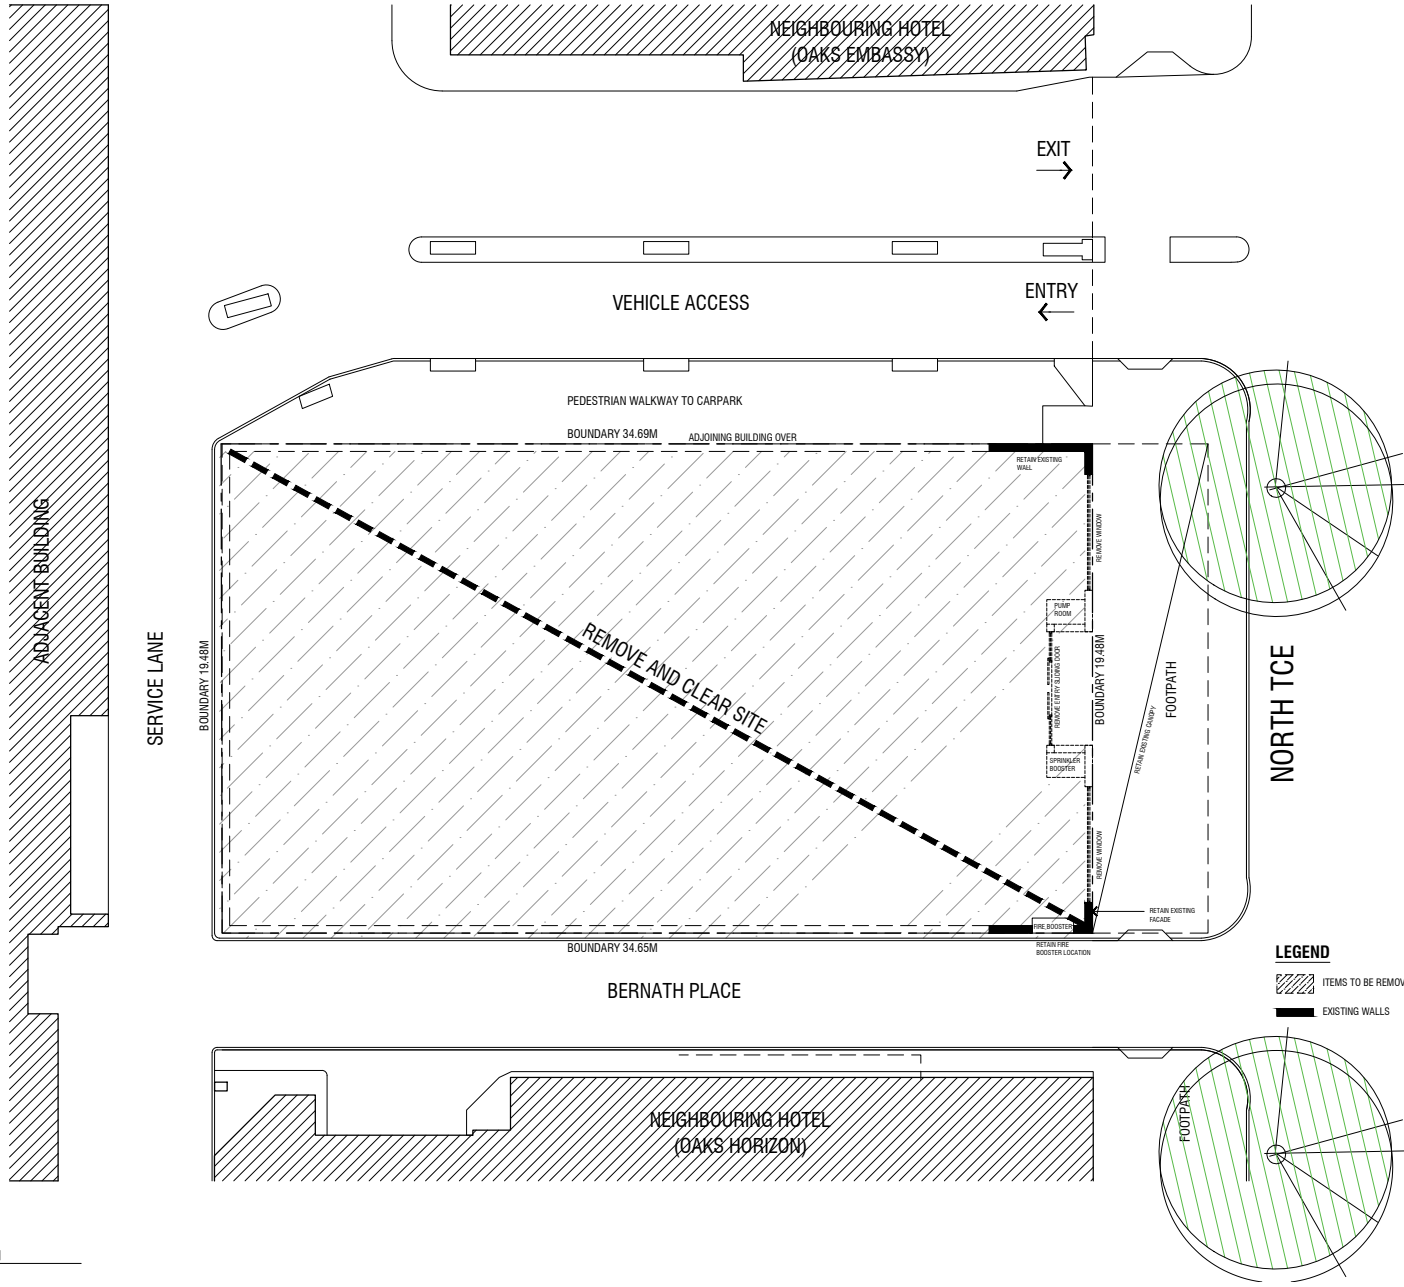 NEIGHBOURING HOTEL
(OAKS EMBASSY)
EXIT
ENTRY
VEHICLE ACCESS
PEDESTRIAN WALKWAY TO CARPARK
BOUNDARY 34.69M
ADJOINING BUILDING OVER
RETAIN EXISTING
WALL
REMOVE WINDOW
ADJACENT BUILDING
SERVICE LANE
BOUNDARY 19.48M
REMOVE AND CLEAR SITE
PUMP
ROOM
REMOVE ENTRY SLIDING DOOR
BOUNDARY 19.48M
FOOTPATH
NORTH TCE
RETAIN EXISTING CANOPY
SPRINKLER
BOOSTER
REMOVE WINDOW
RETAIN EXISTING
FACADE
FIRE BOOSTER
RETAIN FIRE
BOOSTER LOCATION
BOUNDARY 34.65M
BERNATH PLACE
LEGEND
ITEMS TO BE REMOV
EXISTING WALLS
NEIGHBOURING HOTEL
(OAKS HORIZON)
FOOTPATH